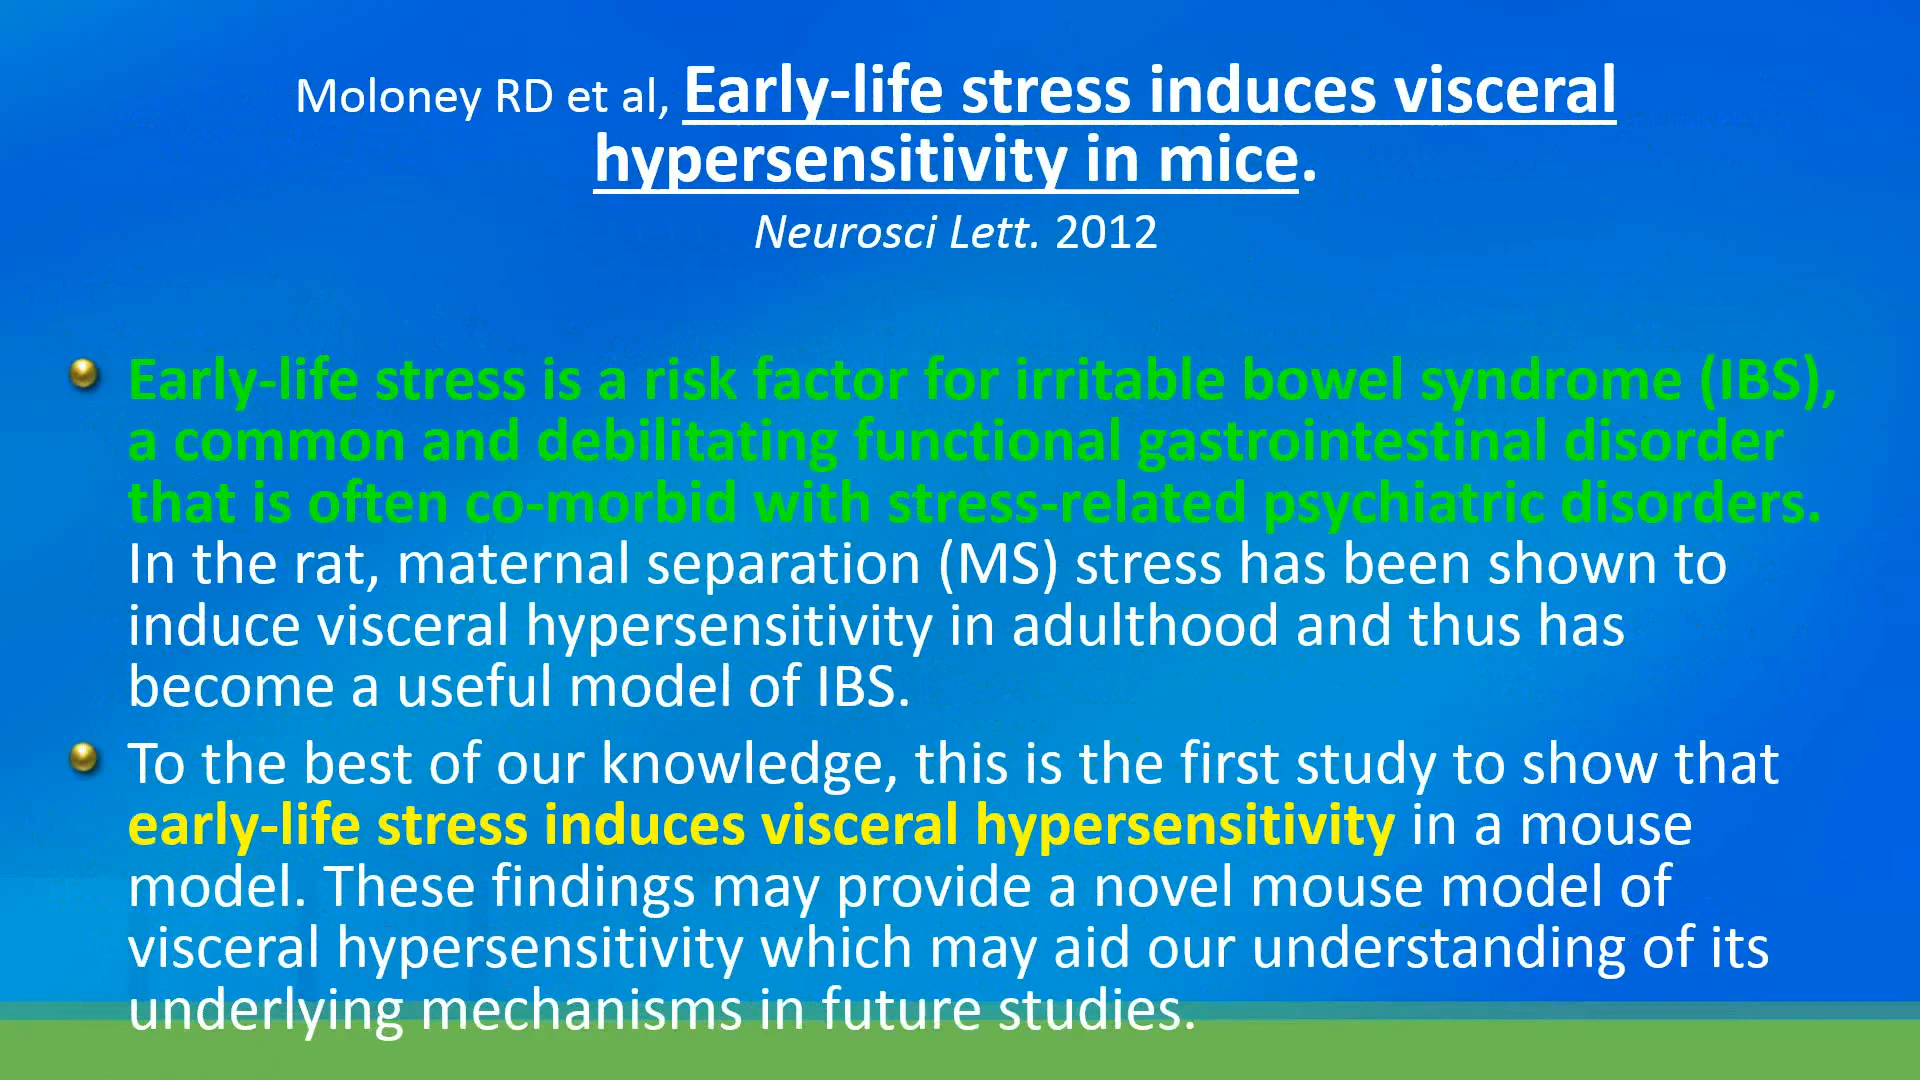 Moloney RD et al, Early-life stress induces visceral
hypersensitivity in mice.
Neurosci Lett. 2012
Early-life stress is a risk factor for irritable bowel syndrome (IBS),
a common and debilitating functional gastrointestinal disorder
that is often co-morbid with stress-related psychiatric disorders.
In the rat, maternal separation (MS) stress has been shown to
induce visceral hypersensitivity in adulthood and thus has
become a useful model of IBS.
To the best of our knowledge, this is the first study to show that
early-life stress induces visceral hypersensitivity in a mouse
model. These findings may provide a novel mouse model of
visceral hypersensitivity which may aid our understanding of its
underlying mechanisms in future studies.